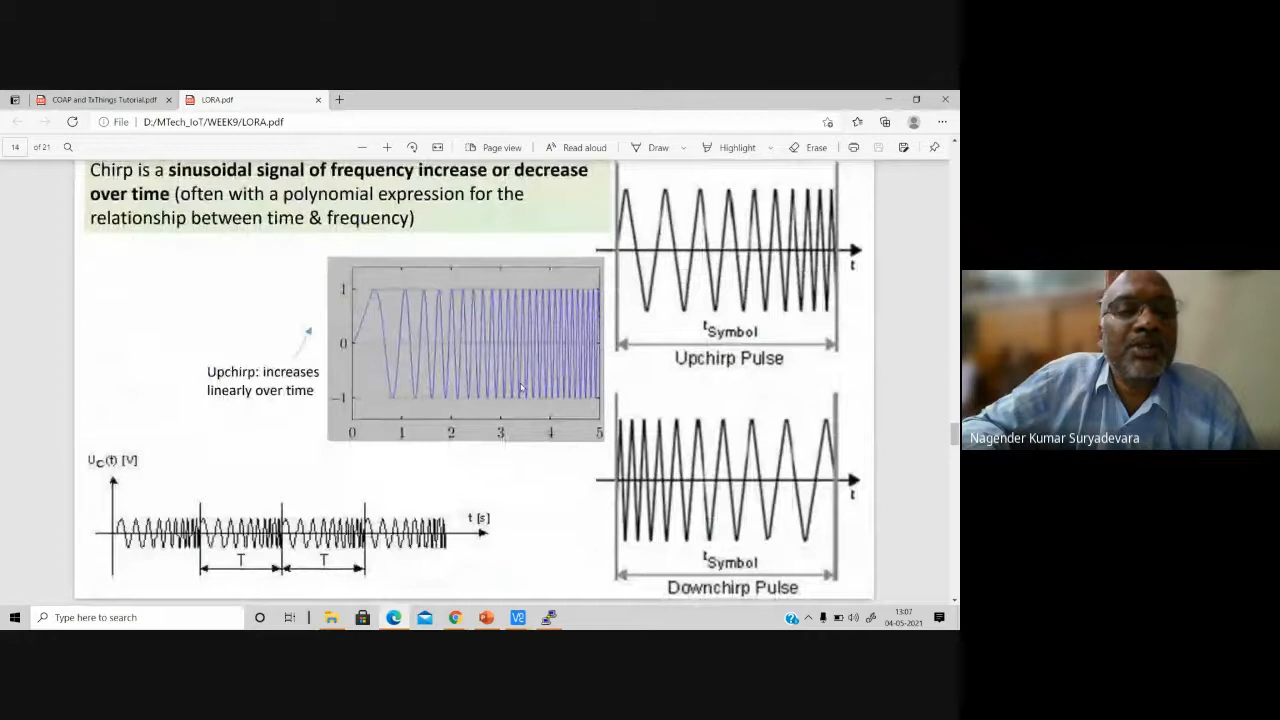 COAP and TxThings Tutorial.pdf
LORA.pdf
File
D:/MTech_IoT/WEEK9/LORA.pdf
14
of 21
Page view
Read aloud
Draw
Highlight
Erase
Chirp is a sinusoidal signal of frequency increase or decrease
over time (often with a polynomial expression for the
relationship between time & frequency)
t
tSymbol
Upchirp Pulse
1
0
-1
0 1 2 3 4 5
Upchirp: increases
linearly over time
Uc(t) [V]
t [s]
T T
t
tSymbol
Downchirp Pulse
Nagender Kumar Suryadevara
Type here to search
13:07
04-05-2021